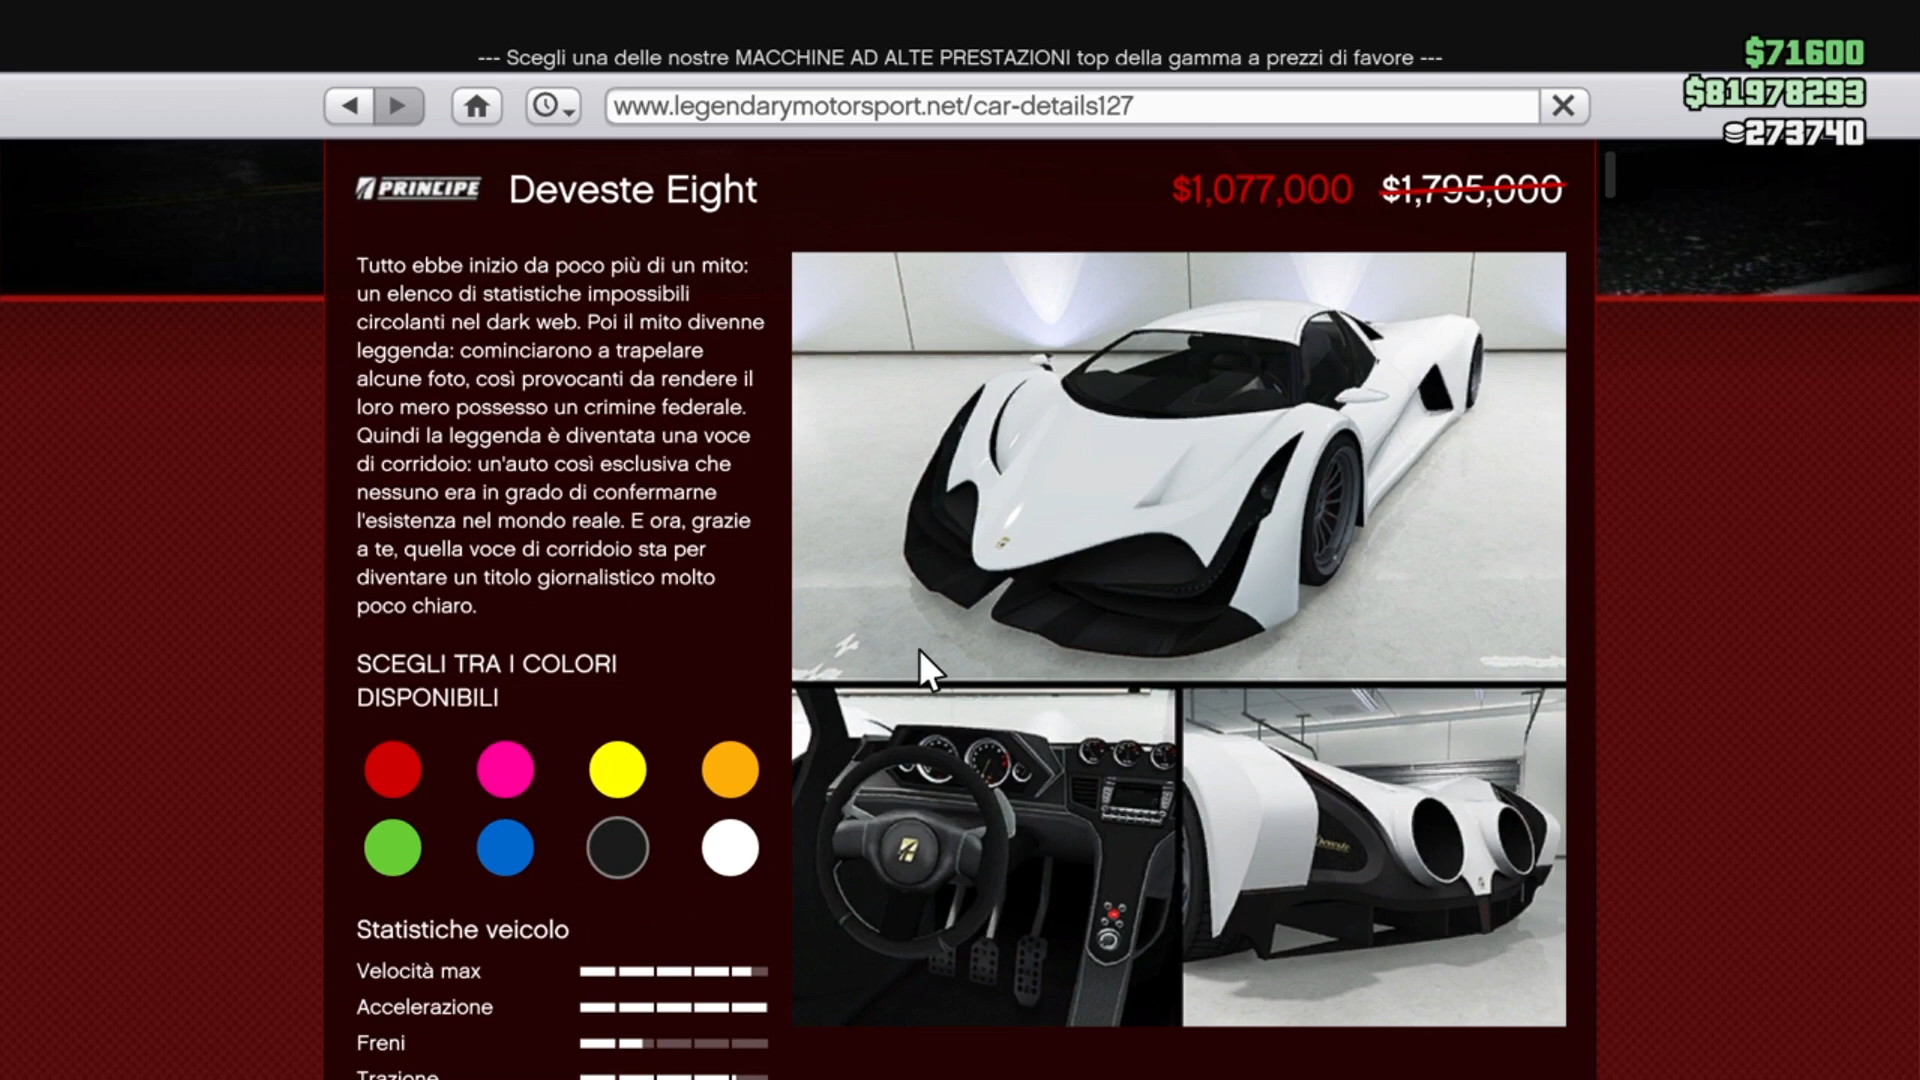 --- Scegli una delle nostre MACCHINE AD ALTE PRESTAZIONI top della gamma a prezzi di favore ---
$71600
$81978293
273740
www.legendarymotorsport.net/car-details127
PRINCIPE
Deveste Eight
$1,077,000
$1,795,000
Tutto ebbe inizio da poco più di un mito:
un elenco di statistiche impossibili
circolanti nel dark web. Poi il mito divenne
leggenda: cominciarono a trapelare
alcune foto, così provocanti da rendere il
loro mero possesso un crimine federale.
Quindi la leggenda è diventata una voce
di corridoio: un'auto così esclusiva che
nessuno era in grado di confermarne
l'esistenza nel mondo reale. E ora, grazie
a te, quella voce di corridoio sta per
diventare un titolo giornalistico molto
poco chiaro.
SCEGLI TRA I COLORI
DISPONIBILI
Statistiche veicolo
Velocità max
Accelerazione
Freni
Trazione